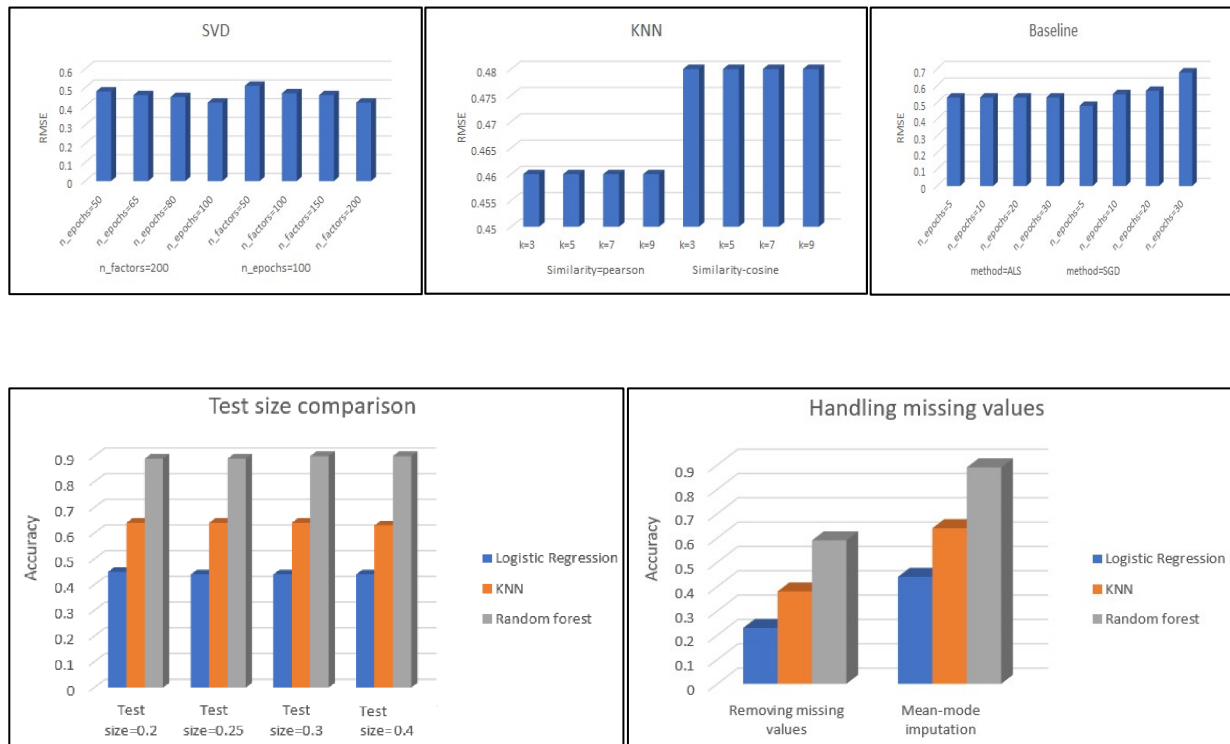 SVD
RMSE
0.6
0.5
0.4
0.3
0.2
0.1
0
n_epochs=50
n_epochs=65
n_epochs=80
n_epochs=100
n_factors=50
n_factors=100
n_factors=150
n_factors=200
n_factors=200
n_epochs=100
KNN
RMSE
0.48
0.475
0.47
0.465
0.46
0.455
0.45
k=3 k=5 k=7 k=9 k=3 k=5 k=7 k=9
Similarity=pearson
Similarity-cosine
Baseline
RMSE
0.7
0.6
0.5
0.4
0.3
0.2
0.1
0
n_epochs=5
n_epochs=10
n_epochs=20
n_epochs=30
n_epochs=5
n_epochs=10
n_epochs=20
n_epochs=30
method=ALS
method=SGD
Test size comparison
Accuracy
0.9
0.8
0.7
0.6
0.5
0.4
0.3
0.2
0.1
0
Test
size=0.2
Test
size=0.25
Test
size=0.3
Test
size=0.4
Logistic Regression
KNN
Random forest
Handling missing values
Accuracy
0.9
0.8
0.7
0.6
0.5
0.4
0.3
0.2
0.1
0
Removing missing
values
Mean-mode
imputation
Logistic Regression
KNN
Random forest